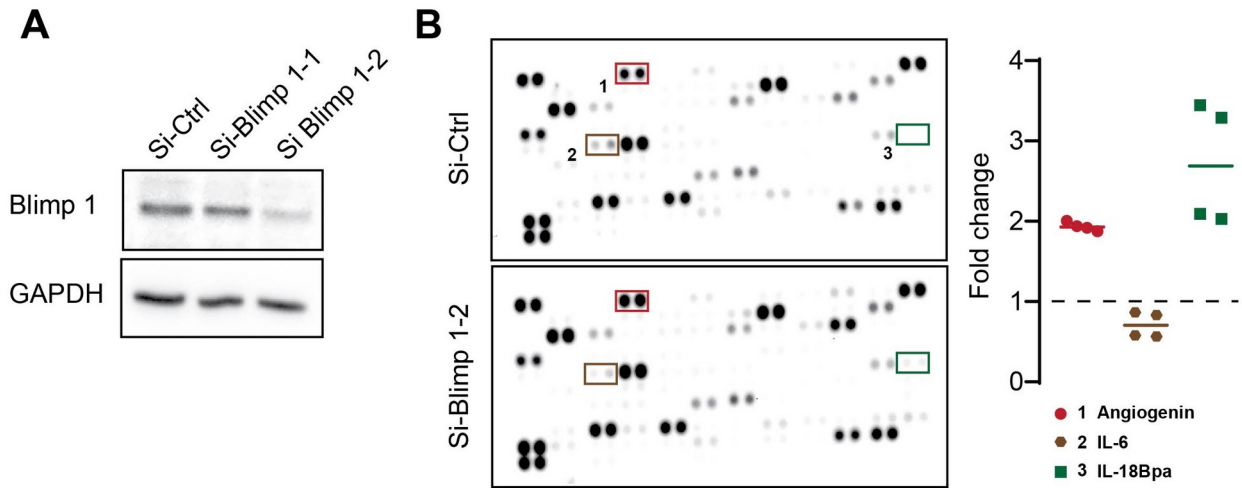 A
Si-Ctrl
Si-Blimp 1-1
Si Blimp 1-2
Blimp 1
GAPDH
B
Si-Ctrl
1
2
3
Si-Blimp 1-2
Fold change
4
3
2
1
0
1 Angiogenin
2 IL-6
3 IL-18Bpa